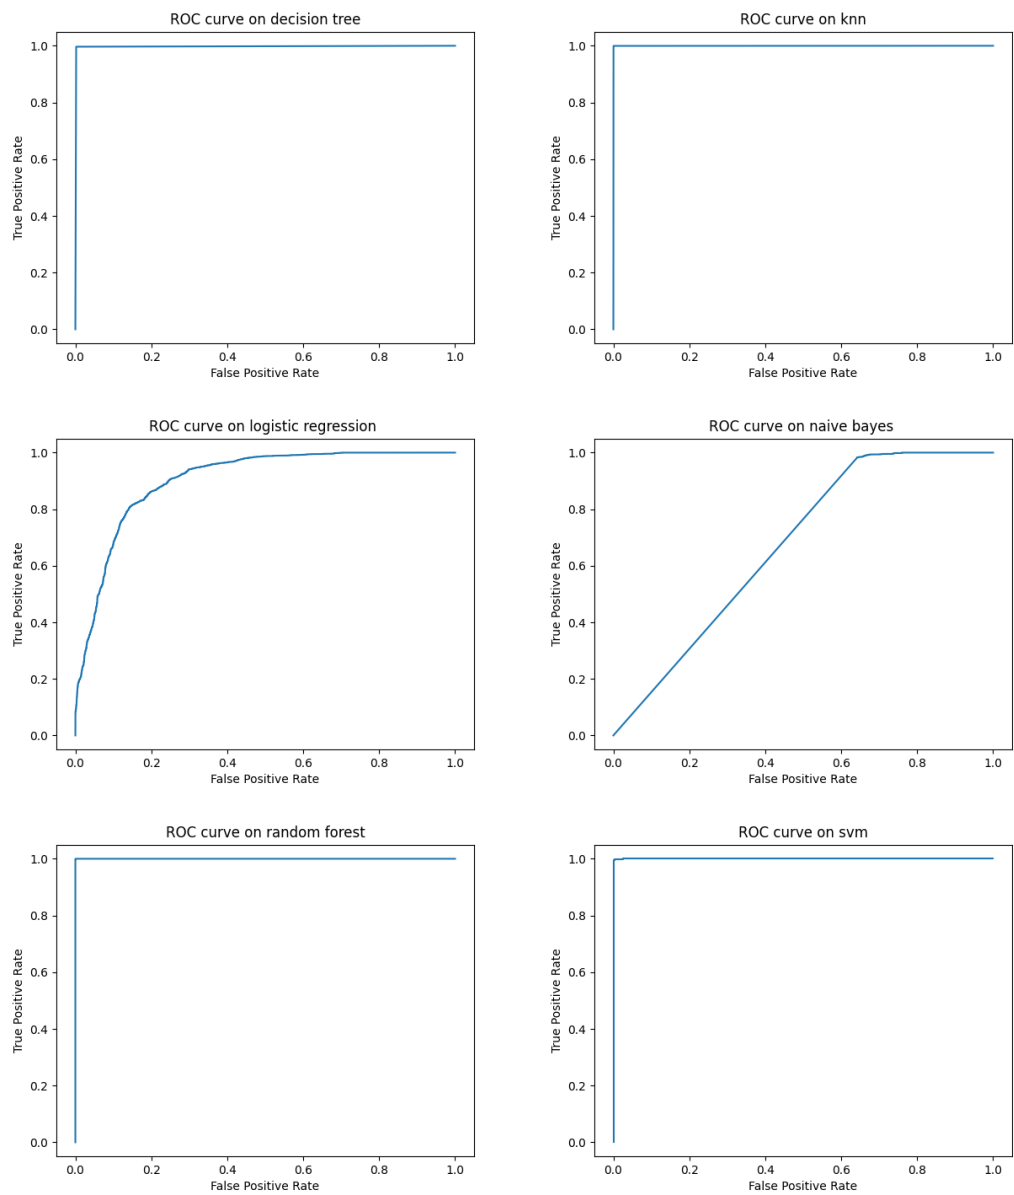 ROC curve on decision tree
1.0
0.8
0.6
0.4
0.2
0.0
True Positive Rate
0.0 0.2 0.4 0.6 0.8 1.0
False Positive Rate
ROC curve on knn
1.0
0.8
0.6
0.4
0.2
0.0
True Positive Rate
0.0 0.2 0.4 0.6 0.8 1.0
False Positive Rate
ROC curve on logistic regression
1.0
0.8
0.6
0.4
0.2
0.0
True Positive Rate
0.0 0.2 0.4 0.6 0.8 1.0
False Positive Rate
ROC curve on naive bayes
1.0
0.8
0.6
0.4
0.2
0.0
True Positive Rate
0.0 0.2 0.4 0.6 0.8 1.0
False Positive Rate
ROC curve on random forest
1.0
0.8
0.6
0.4
0.2
0.0
True Positive Rate
0.0 0.2 0.4 0.6 0.8 1.0
False Positive Rate
ROC curve on svm
1.0
0.8
0.6
0.4
0.2
0.0
True Positive Rate
0.0 0.2 0.4 0.6 0.8 1.0
False Positive Rate